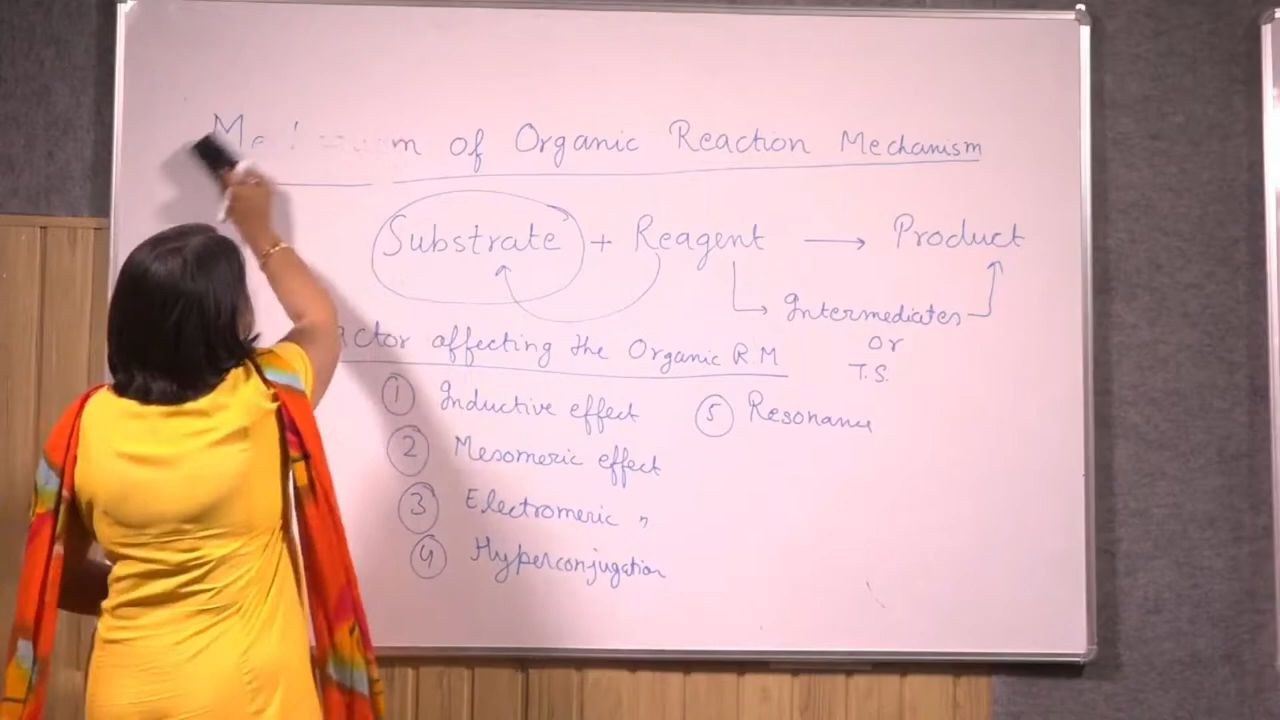 of Organic Reaction Mechanism
Substrate + Reagent → Product
Intermediates
or
T.S.
actor affecting the Organic R.M
① Inductive effect
② Mesomeric effect
③ Electromeric "
④ Hyperconjugation
⑤ Resonance